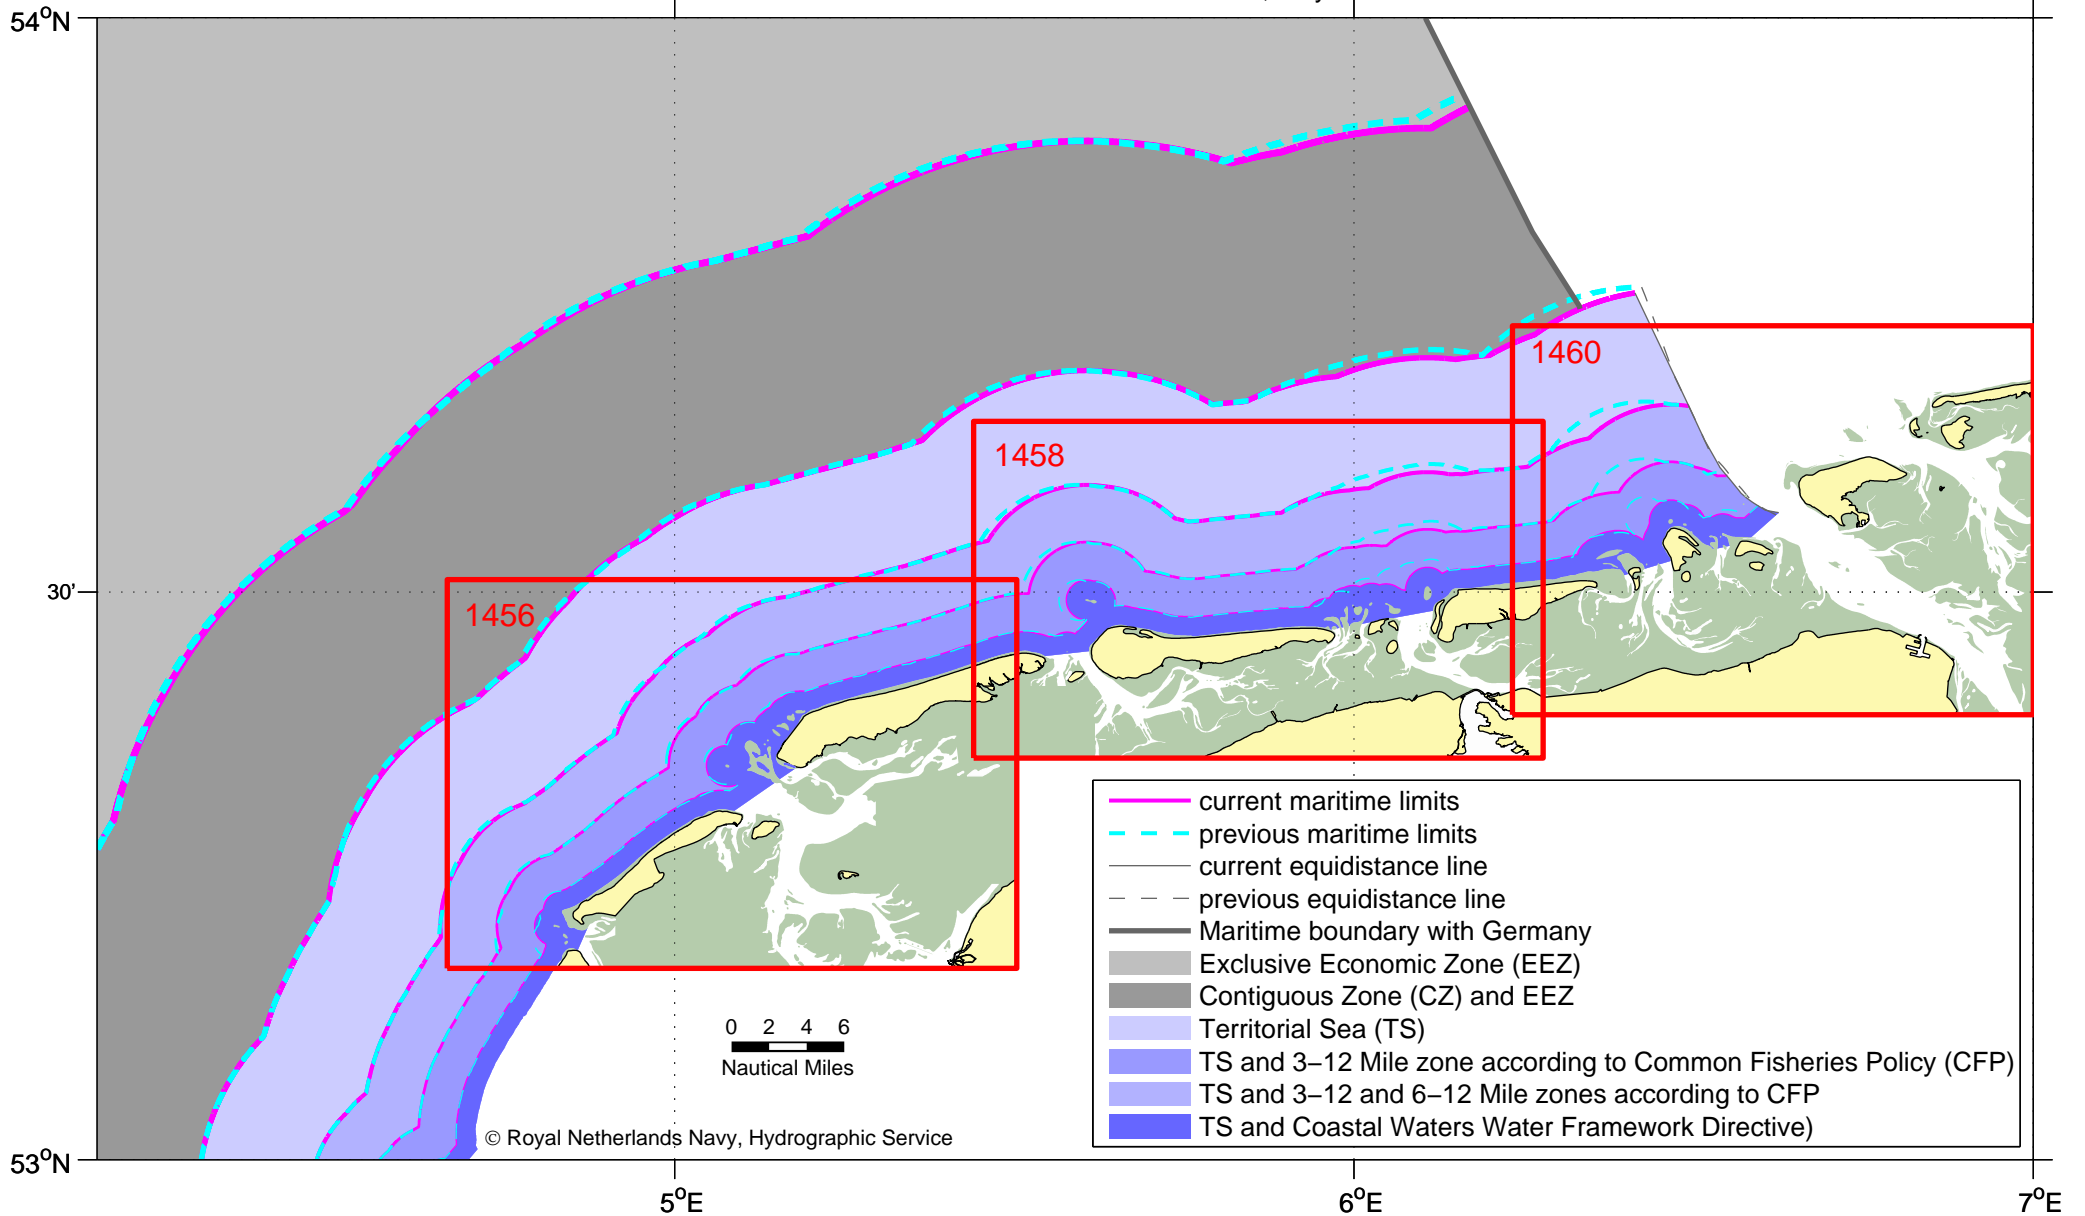 54°N
1460
1458
30'
1456
current maritime limits
previous maritime limits
current equidistance line
previous equidistance line
Maritime boundary with Germany
Exclusive Economic Zone (EEZ)
Contiguous Zone (CZ) and EEZ
Territorial Sea (TS)
TS and 3−12 Mile zone according to Common Fisheries Policy (CFP)
TS and 3−12 and 6−12 Mile zones according to CFP
TS and Coastal Waters Water Framework Directive)
0 2 4 6
Nautical Miles
© Royal Netherlands Navy, Hydrographic Service
53°N
5°E 6°E 7°E